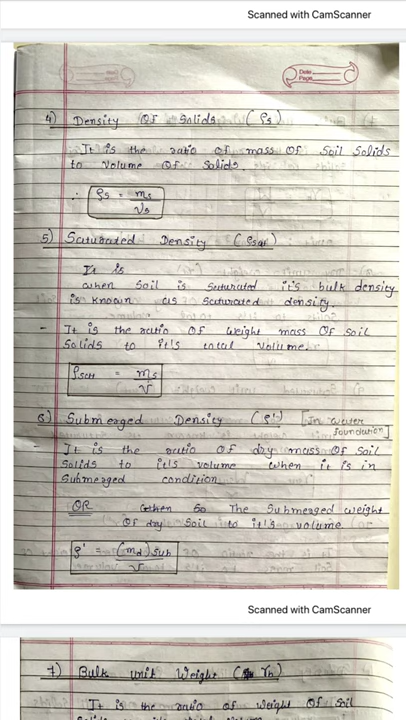 Scanned with CamScanner
Date
Page
4) Density Of Solids (ρs)
It is the ratio of mass OF Soil Solids
to Volume OF Solids.
∴ ρs = ms
Vs
5) Saturated Density (ρsat)
It is
when Soil is Saturated it's bulk density
is known as Saturated density.
- It is the ratio OF weight mass OF Soil
Solids to it's total volume.
ρsat = ms
V
6) Submerged Density (ρ') [In water
foundation]
- It is the ratio of dry mass OF Soil
Solids to it's volume when it is in
Submerged condition.
OR The Submerged weight
OF dry Soil to it's volume
ρ' = (md)sub
V
Scanned with CamScanner
7) Bulk unit Weight (γb)
It is the ratio of weight OF Soil